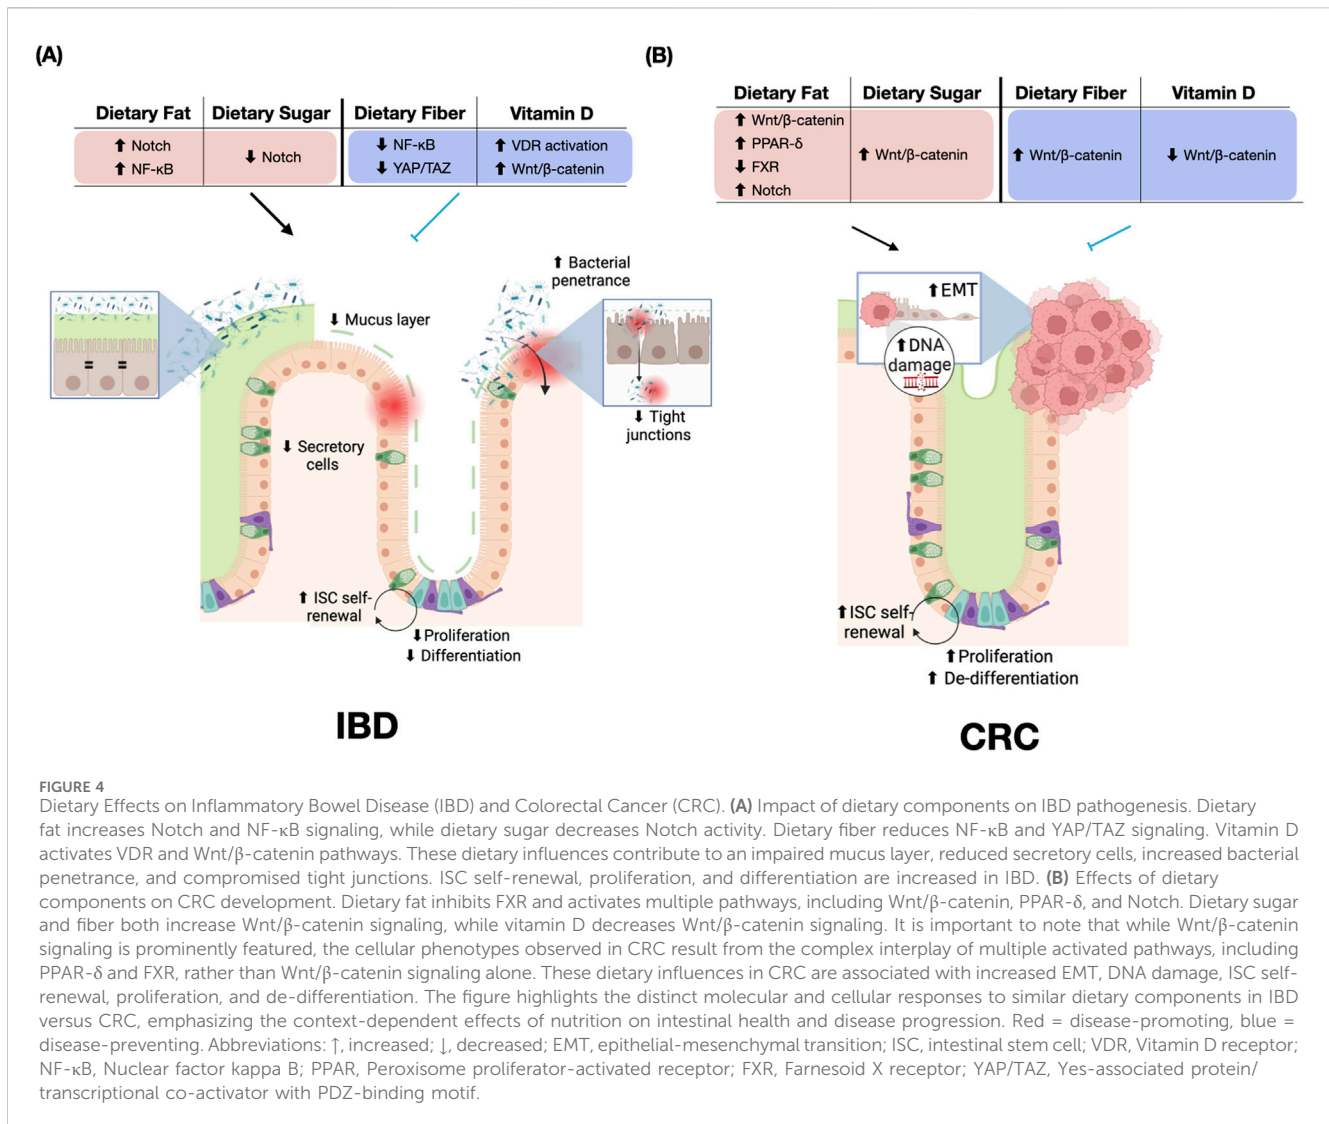 (A)
Dietary Fat Dietary Sugar Dietary Fiber Vitamin D
⬆ Notch
⬆ NF-κB
⬇ Notch
⬇ NF-κB
⬇ YAP/TAZ
⬆ VDR activation
⬆ Wnt/β-catenin
⬆ Bacterial
penetrance
⬇ Mucus layer
= =
⬇ Tight
junctions
⬇ Secretory
cells
⬆ ISC self-
renewal
⬇ Proliferation
⬇ Differentiation
IBD
(B)
Dietary Fat Dietary Sugar Dietary Fiber Vitamin D
⬆ Wnt/β-catenin
⬆ PPAR-δ
⬇ FXR
⬆ Notch
⬆ Wnt/β-catenin
⬆ Wnt/β-catenin
⬇ Wnt/β-catenin
⬆ EMT
⬆ DNA
damage
⬆ ISC self-
renewal
⬆ Proliferation
⬆ De-differentiation
CRC
FIGURE 4
Dietary Effects on Inflammatory Bowel Disease (IBD) and Colorectal Cancer (CRC). (A) Impact of dietary components on IBD pathogenesis. Dietary
fat increases Notch and NF-κB signaling, while dietary sugar decreases Notch activity. Dietary fiber reduces NF-κB and YAP/TAZ signaling. Vitamin D
activates VDR and Wnt/β-catenin pathways. These dietary influences contribute to an impaired mucus layer, reduced secretory cells, increased bacterial
penetrance, and compromised tight junctions. ISC self-renewal, proliferation, and differentiation are increased in IBD. (B) Effects of dietary
components on CRC development. Dietary fat inhibits FXR and activates multiple pathways, including Wnt/β-catenin, PPAR-δ, and Notch. Dietary sugar
and fiber both increase Wnt/β-catenin signaling, while vitamin D decreases Wnt/β-catenin signaling. It is important to note that while Wnt/β-catenin
signaling is prominently featured, the cellular phenotypes observed in CRC result from the complex interplay of multiple activated pathways, including
PPAR-δ and FXR, rather than Wnt/β-catenin signaling alone. These dietary influences in CRC are associated with increased EMT, DNA damage, ISC self-
renewal, proliferation, and de-differentiation. The figure highlights the distinct molecular and cellular responses to similar dietary components in IBD
versus CRC, emphasizing the context-dependent effects of nutrition on intestinal health and disease progression. Red = disease-promoting, blue =
disease-preventing. Abbreviations: ↑, increased; ↓, decreased; EMT, epithelial-mesenchymal transition; ISC, intestinal stem cell; VDR, Vitamin D receptor;
NF-κB, Nuclear factor kappa B; PPAR, Peroxisome proliferator-activated receptor; FXR, Farnesoid X receptor; YAP/TAZ, Yes-associated protein/
transcriptional co-activator with PDZ-binding motif.